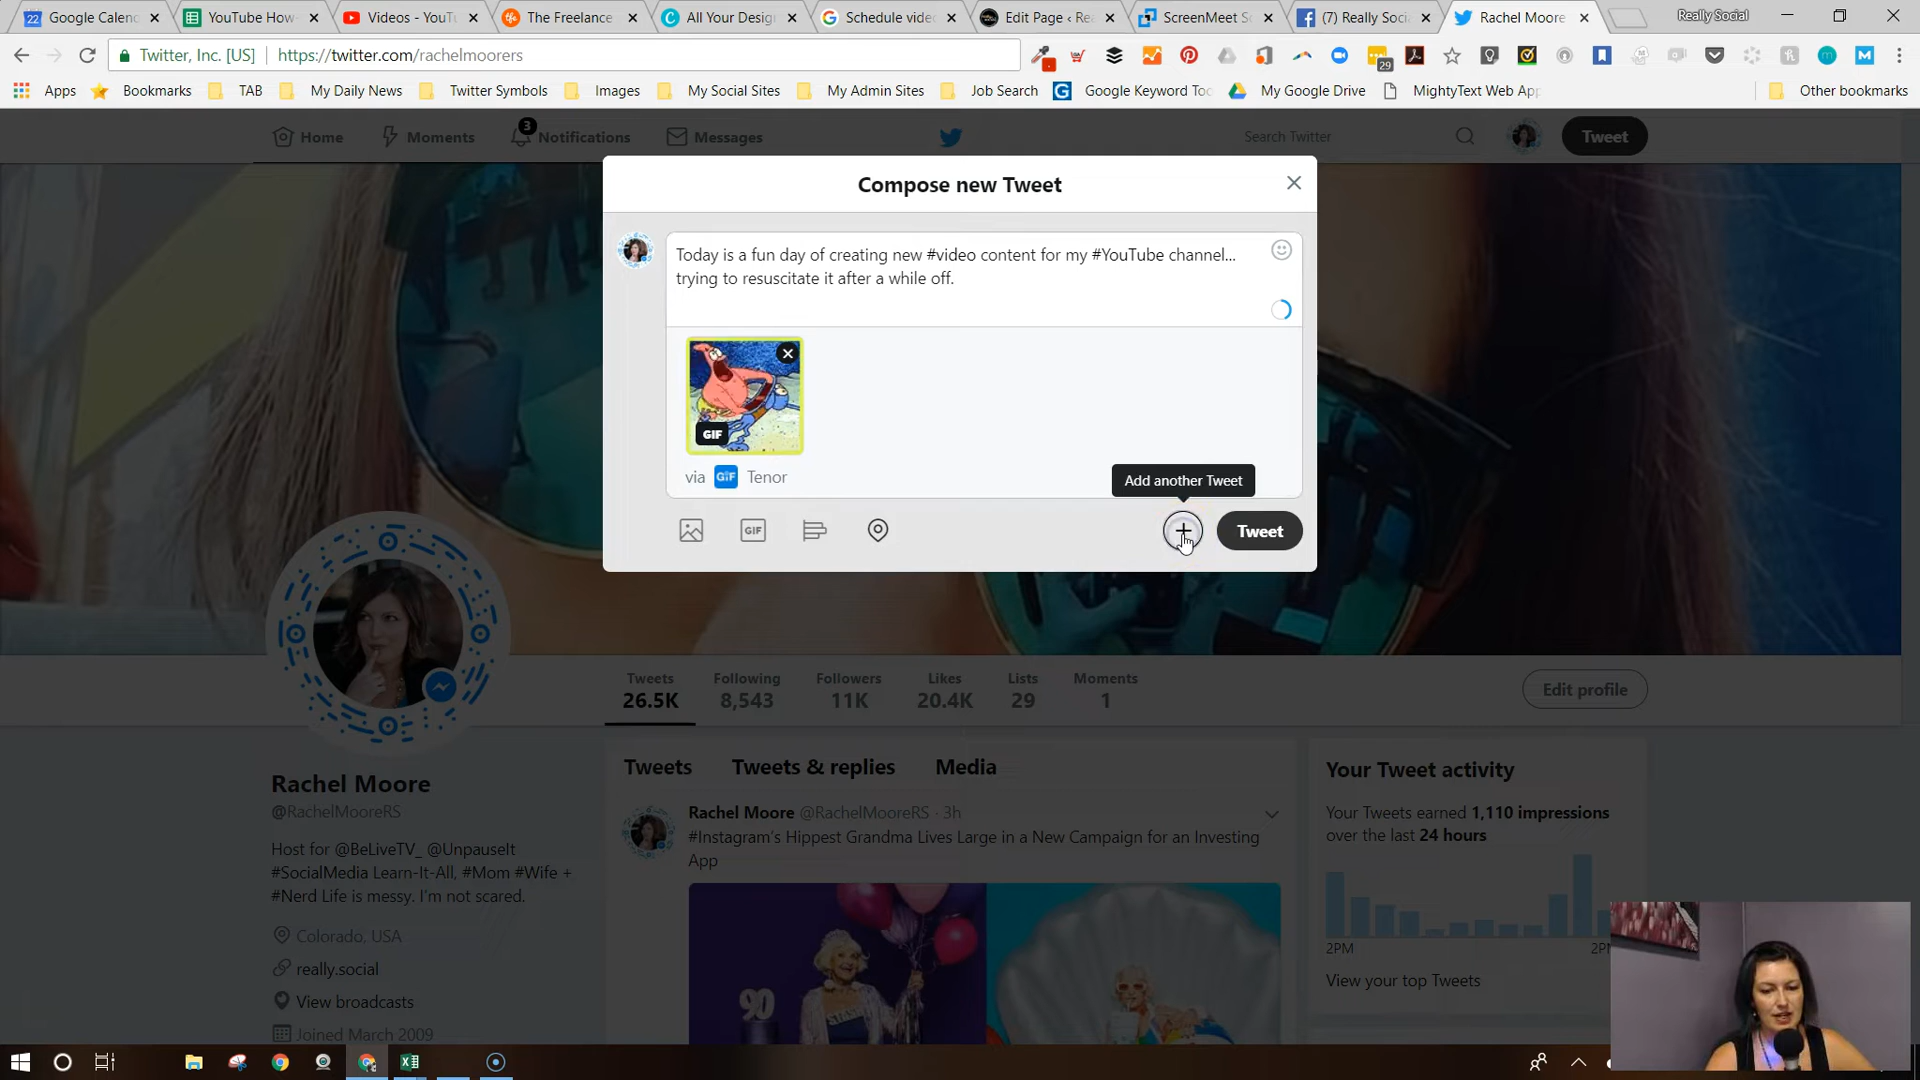 Google Calenc
YouTube How-
Videos - YouTu
The Freelance
All Your Desig
Schedule video
Edit Page ‹ Rea
ScreenMeet Sc
(7) Really Soci
Rachel Moore
Really Social
Twitter, Inc. [US]
https://twitter.com/rachelmoorers
29
Apps
Bookmarks
TAB
My Daily News
Twitter Symbols
Images
My Social Sites
My Admin Sites
Job Search
Google Keyword Too
My Google Drive
MightyText Web App
Other bookmarks
Home
Moments
3
Notifications
Messages
Search Twitter
Tweet
Compose new Tweet
Today is a fun day of creating new #video content for my #YouTube channel...
trying to resuscitate it after a while off.
GIF
via GIF Tenor
Add another Tweet
GIF
Tweet
Tweets
26.5K
Following
8,543
Followers
11K
Likes
20.4K
Lists
29
Moments
1
Edit profile
Rachel Moore
@RachelMooreRS
Host for @BeLiveTV_ @UnpauseIt
#SocialMedia Learn-It-All, #Mom #Wife +
#Nerd Life is messy. I'm not scared.
Colorado, USA
really.social
View broadcasts
Joined March 2009
Tweets
Tweets & replies
Media
Rachel Moore @RachelMooreRS · 3h
#Instagram's Hippest Grandma Lives Large in a New Campaign for an Investing
App
90
Your Tweet activity
Your Tweets earned 1,110 impressions
over the last 24 hours
2PM
2P
View your top Tweets